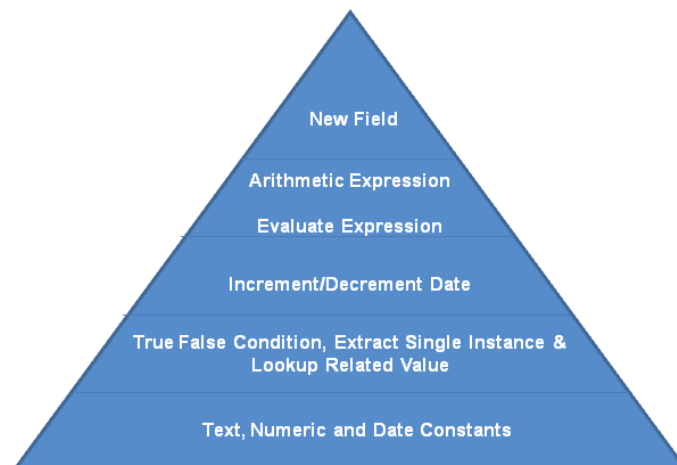 New Field
Arithmetic Expression
Evaluate Expression
Increment/Decrement Date
True False Condition, Extract Single Instance &
Lookup Related Value
Text, Numeric and Date Constants